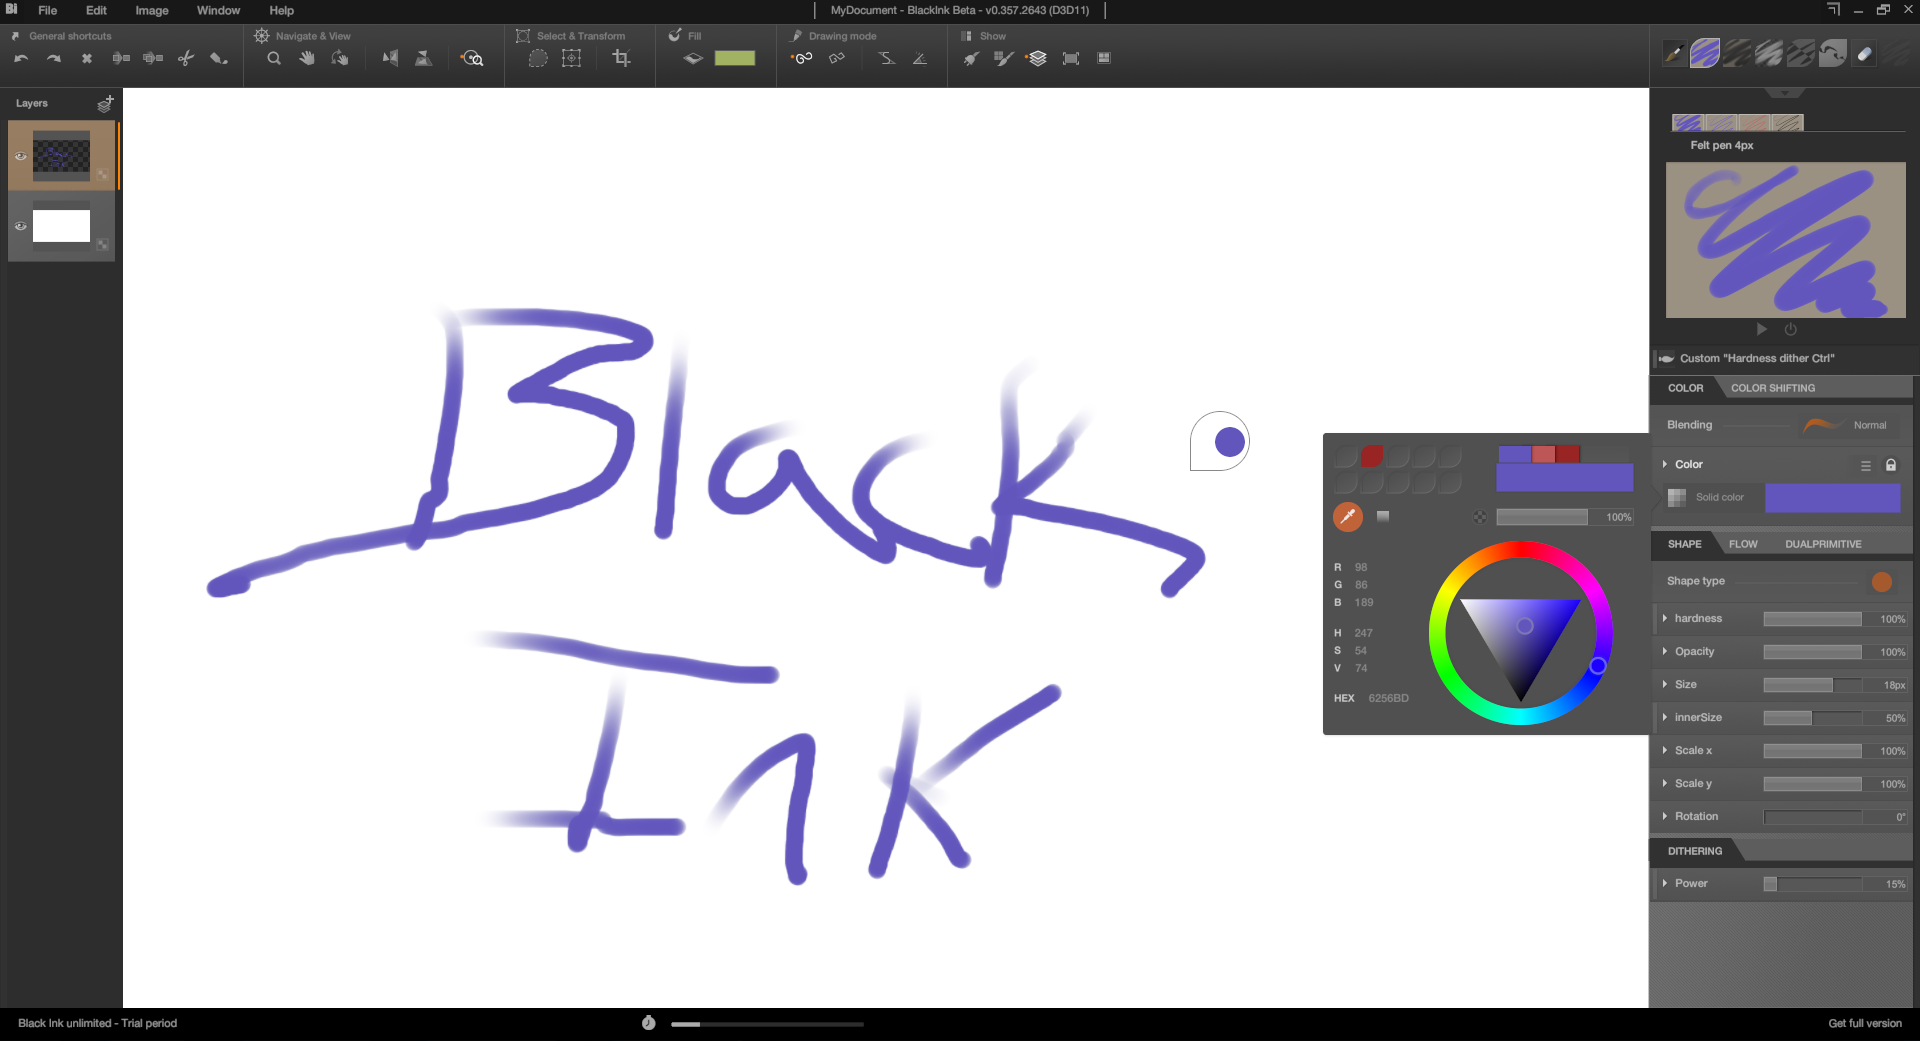 Bi File Edit Image Window Help
MyDocument - BlackInk Beta - v0.357.2643 (D3D11)
General shortcuts
Navigate & View
Select & Transform
Fill
Drawing mode
Show
Layers
Felt pen 4px
Custom "Hardness dither Ctrl"
COLOR COLOR SHIFTING
Blending Normal
Color
Solid color
SHAPE FLOW DUALPRIMITIVE
Shape type
hardness 100%
Opacity 100%
Size 18px
innerSize 50%
Scale x 100%
Scale y 100%
Rotation 0°
DITHERING
Power 15%
100%
R 98
G 86
B 189
H 247
S 54
V 74
HEX 6256BD
Black
Ink
Black Ink unlimited - Trial period
Get full version